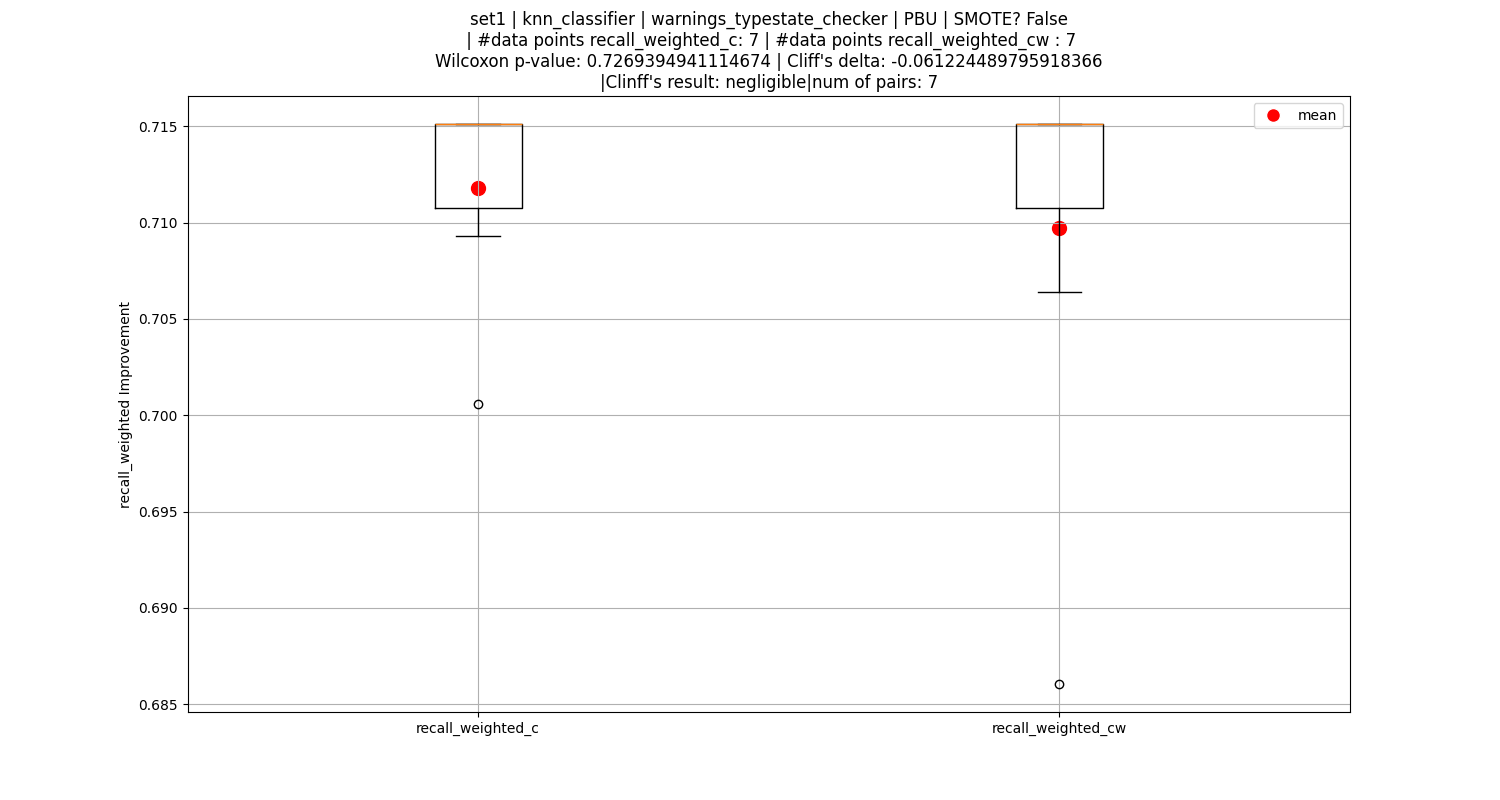 set1 | knn_classifier | warnings_typestate_checker | PBU | SMOTE? False
| #data points recall_weighted_c: 7 | #data points recall_weighted_cw : 7
Wilcoxon p-value: 0.7269394941114674 | Cliff's delta: -0.061224489795918366
|Clinff's result: negligible|num of pairs: 7
mean
0.715
0.710
0.705
0.700
0.695
0.690
0.685
recall_weighted Improvement
recall_weighted_c
recall_weighted_cw